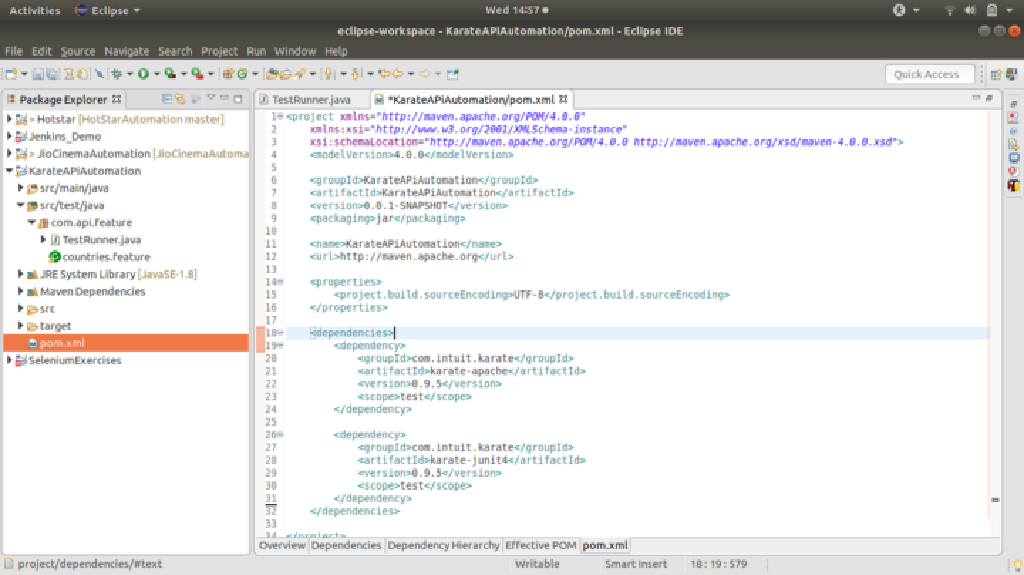 Activities Eclipse Wed 14:57
eclipse-workspace - KarateAPiAutomation/pom.xml - Eclipse IDE
File Edit Source Navigate Search Project Run Window Help
Quick Access
Package Explorer
> Hotstar [HotStarAutomation master]
Jenkins_Demo
> JioCinemaAutomation [JioCinemaAutoma
KarateAPiAutomation
src/main/java
src/test/java
com.api.feature
TestRunner.java
countries.feature
JRE System Library [JavaSE-1.8]
Maven Dependencies
src
target
pom.xml
SeleniumExercises
TestRunner.java *KarateAPiAutomation/pom.xml
1 <project xmlns="http://maven.apache.org/POM/4.0.0"
2 xmlns:xsi="http://www.w3.org/2001/XMLSchema-instance"
3 xsi:schemaLocation="http://maven.apache.org/POM/4.0.0 http://maven.apache.org/xsd/maven-4.0.0.xsd">
4 <modelVersion>4.0.0</modelVersion>
5
6 <groupId>KarateAPiAutomation</groupId>
7 <artifactId>KarateAPiAutomation</artifactId>
8 <version>0.0.1-SNAPSHOT</version>
9 <packaging>jar</packaging>
10
11 <name>KarateAPiAutomation</name>
12 <url>http://maven.apache.org</url>
13
14 <properties>
15 <project.build.sourceEncoding>UTF-8</project.build.sourceEncoding>
16 </properties>
17
18 <dependencies>
19 <dependency>
20 <groupId>com.intuit.karate</groupId>
21 <artifactId>karate-apache</artifactId>
22 <version>0.9.5</version>
23 <scope>test</scope>
24 </dependency>
25
26 <dependency>
27 <groupId>com.intuit.karate</groupId>
28 <artifactId>karate-junit4</artifactId>
29 <version>0.9.5</version>
30 <scope>test</scope>
31 </dependency>
32 </dependencies>
33
34 </project>
Overview Dependencies Dependency Hierarchy Effective POM pom.xml
project/dependencies/#text Writable Smart Insert 18 : 19 : 579